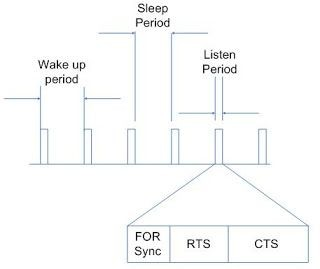 Sleep
Period
Wake up
period
Listen
Period
FOR
Sync
RTS
CTS